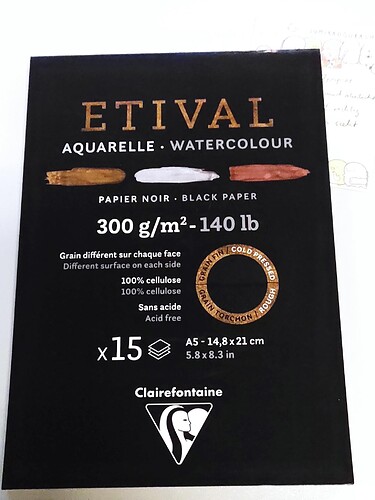 ETIVAL
AQUARELLE · WATERCOLOUR
PAPIER NOIR · BLACK PAPER
300 g/m² - 140 lb
Grain différent sur chaque face
Different surface on each side
100% cellulose
100% cellulose
Sans acide
Acid free
GRAIN FIN / COLD PRESSED
GRAIN TORCHON / ROUGH
x15
A5 - 14,8 x 21 cm
5.8 x 8.3 in
Clairefontaine